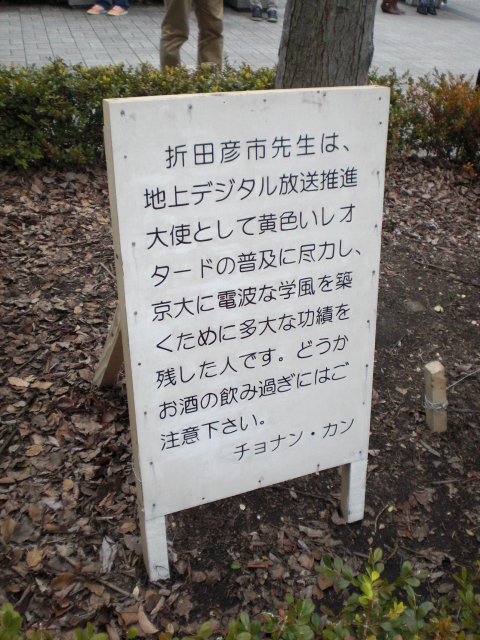 折田彦市先生は、
地上デジタル放送推進
大使として黄色いレオ
タードの普及に尽力し、
京大に電波な学風を築
くために多大な功績を
残した人です。どうか
お酒の飲み過ぎにはご
注意下さい。
チョナン・カン